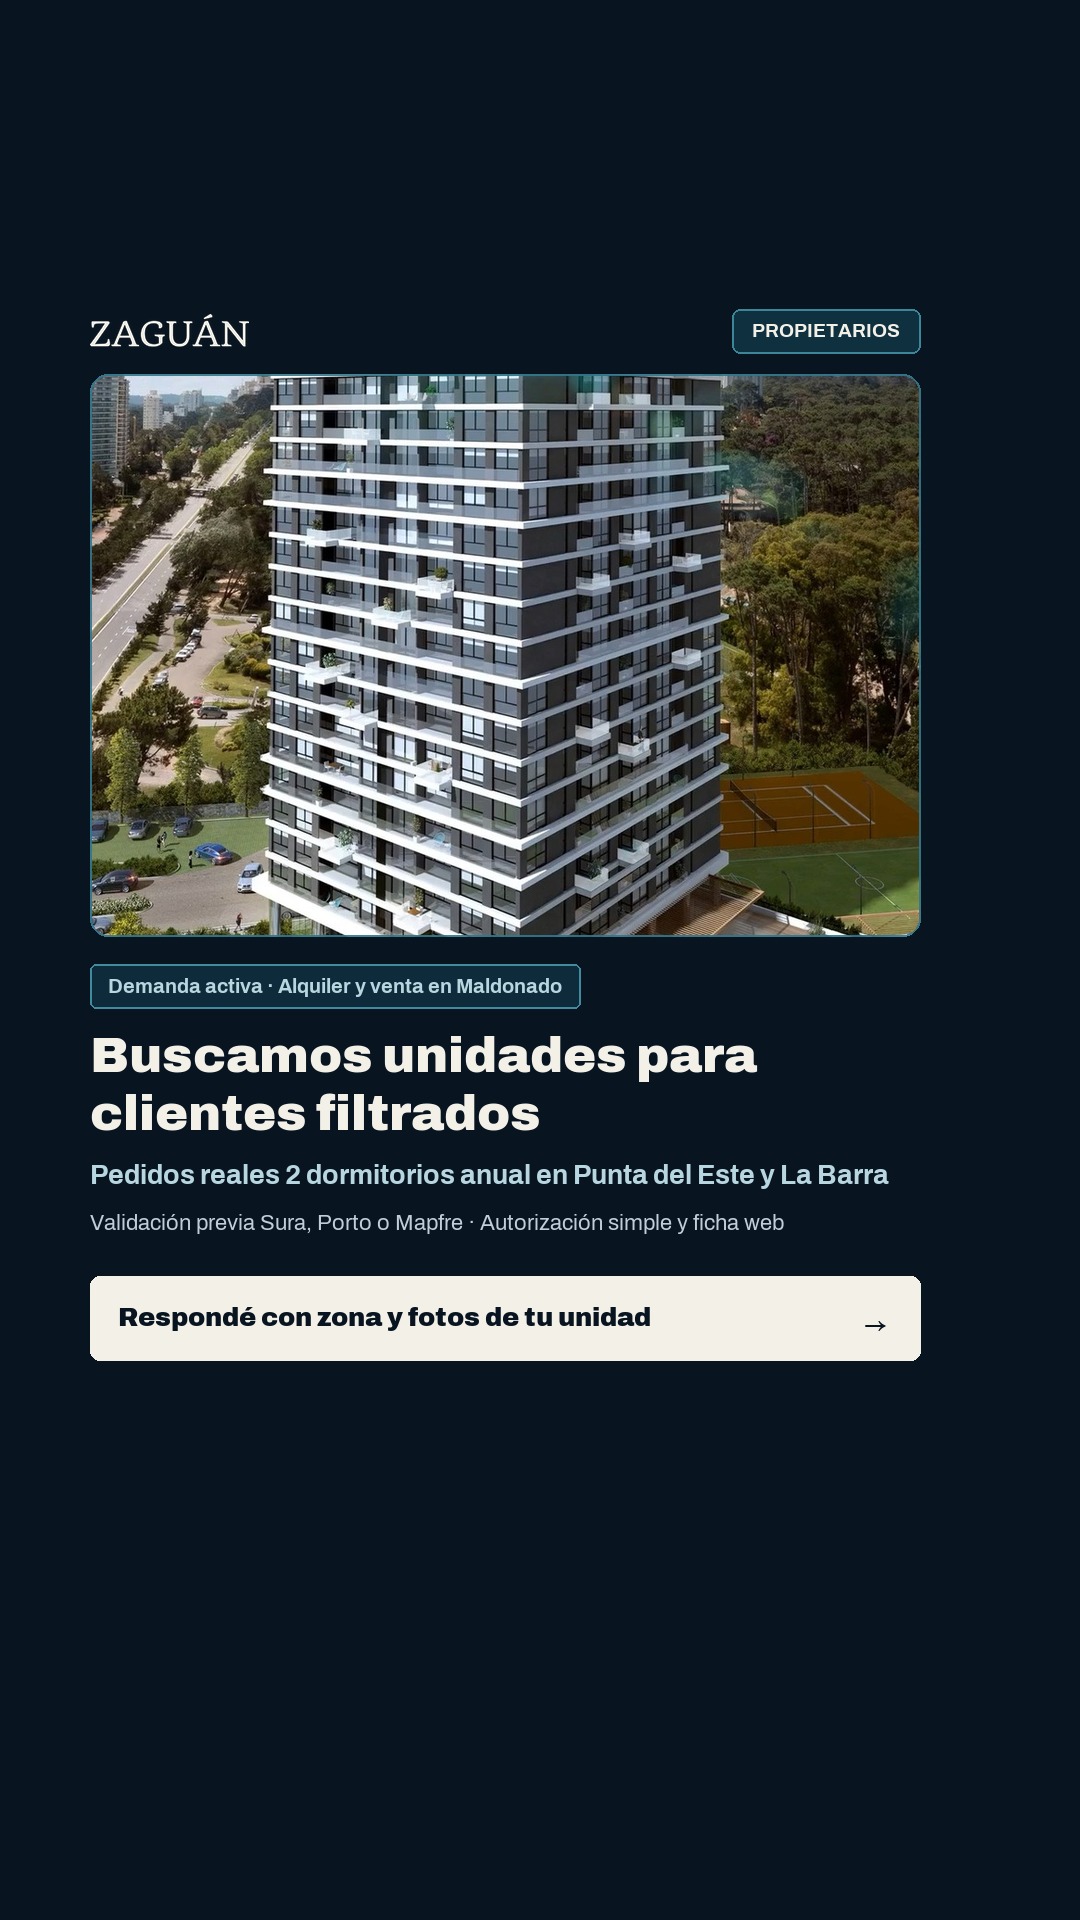 ZAGUÁN
PROPIETARIOS
Demanda activa · Alquiler y venta en Maldonado
Buscamos unidades para
clientes filtrados
Pedidos reales 2 dormitorios anual en Punta del Este y La Barra
Validación previa Sura, Porto o Mapfre · Autorización simple y ficha web
Respondé con zona y fotos de tu unidad →